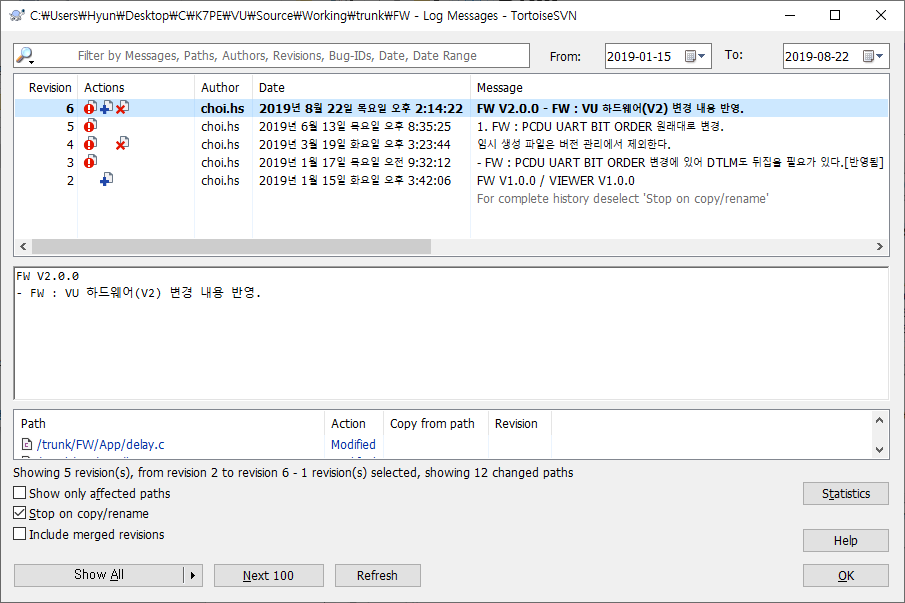 C:₩Users₩Hyun₩Desktop₩C₩K7PE₩VU₩Source₩Working₩trunk₩FW - Log Messages - TortoiseSVN
Filter by Messages, Paths, Authors, Revisions, Bug-IDs, Date, Date Range From: 2019-01-15 To: 2019-08-22
Revision Actions Author Date Message
6 choi.hs 2019년 8월 22일 목요일 오후 2:14:22 FW V2.0.0 - FW : VU 하드웨어(V2) 변경 내용 반영.
5 choi.hs 2019년 6월 13일 목요일 오후 8:35:25 1. FW : PCDU UART BIT ORDER 원래대로 변경.
4 choi.hs 2019년 3월 19일 화요일 오후 3:23:44 임시 생성 파일은 버전 관리에서 제외한다.
3 choi.hs 2019년 1월 17일 목요일 오전 9:32:12 - FW : PCDU UART BIT ORDER 변경에 있어 DTLM도 뒤집을 필요가 있다.[반영됨]
2 choi.hs 2019년 1월 15일 화요일 오후 3:42:06 FW V1.0.0 / VIEWER V1.0.0
For complete history deselect 'Stop on copy/rename'
FW V2.0.0
- FW : VU 하드웨어(V2) 변경 내용 반영.
Path Action Copy from path Revision
/trunk/FW/App/delay.c Modified
Showing 5 revision(s), from revision 2 to revision 6 - 1 revision(s) selected, showing 12 changed paths
Show only affected paths
Statistics
Stop on copy/rename
Include merged revisions
Help
Show All Next 100 Refresh OK